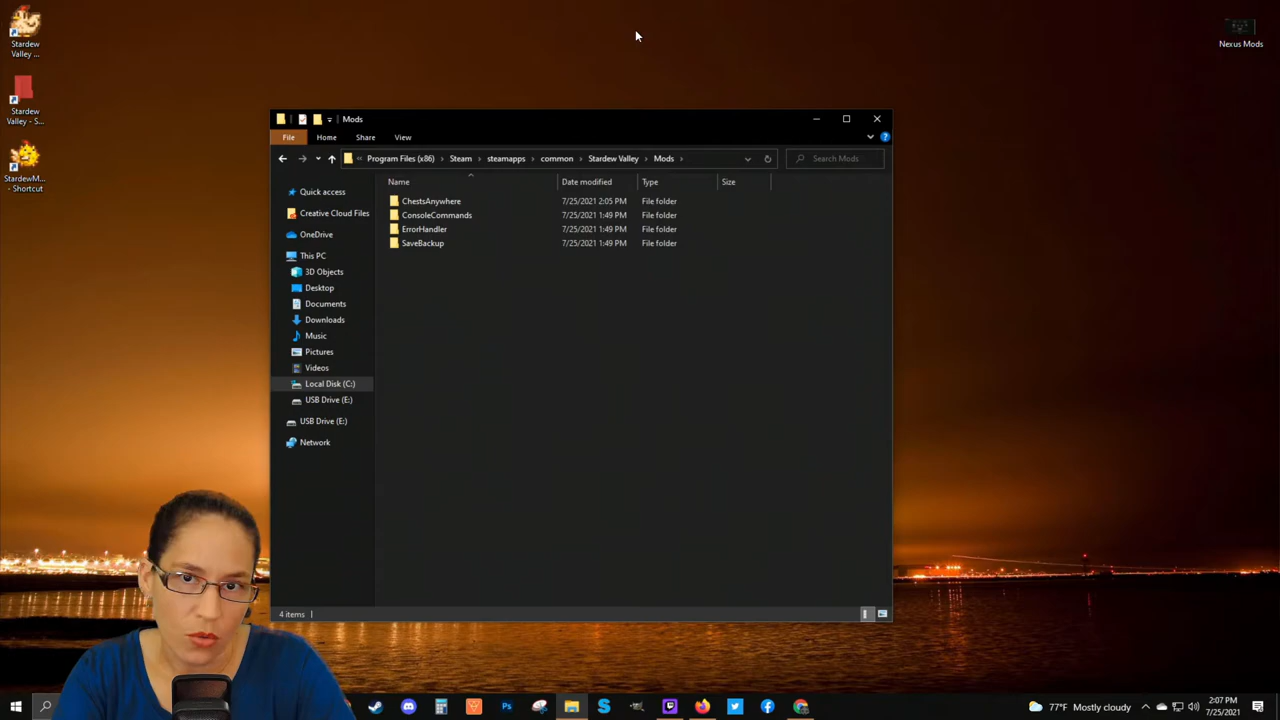 Stardew
Valley ...
Stardew
Valley - S...
StardewM...
- Shortcut
Nexus Mods
Mods
File Home Share View
« Program Files (x86) > Steam > steamapps > common > Stardew Valley > Mods >
Search Mods
Name Date modified Type Size
ChestsAnywhere 7/25/2021 2:05 PM File folder
ConsoleCommands 7/25/2021 1:49 PM File folder
ErrorHandler 7/25/2021 1:49 PM File folder
SaveBackup 7/25/2021 1:49 PM File folder
Quick access
Creative Cloud Files
OneDrive
This PC
3D Objects
Desktop
Documents
Downloads
Music
Pictures
Videos
Local Disk (C:)
USB Drive (E:)
USB Drive (E:)
Network
4 items
Ps
77°F Mostly cloudy
2:07 PM
7/25/2021